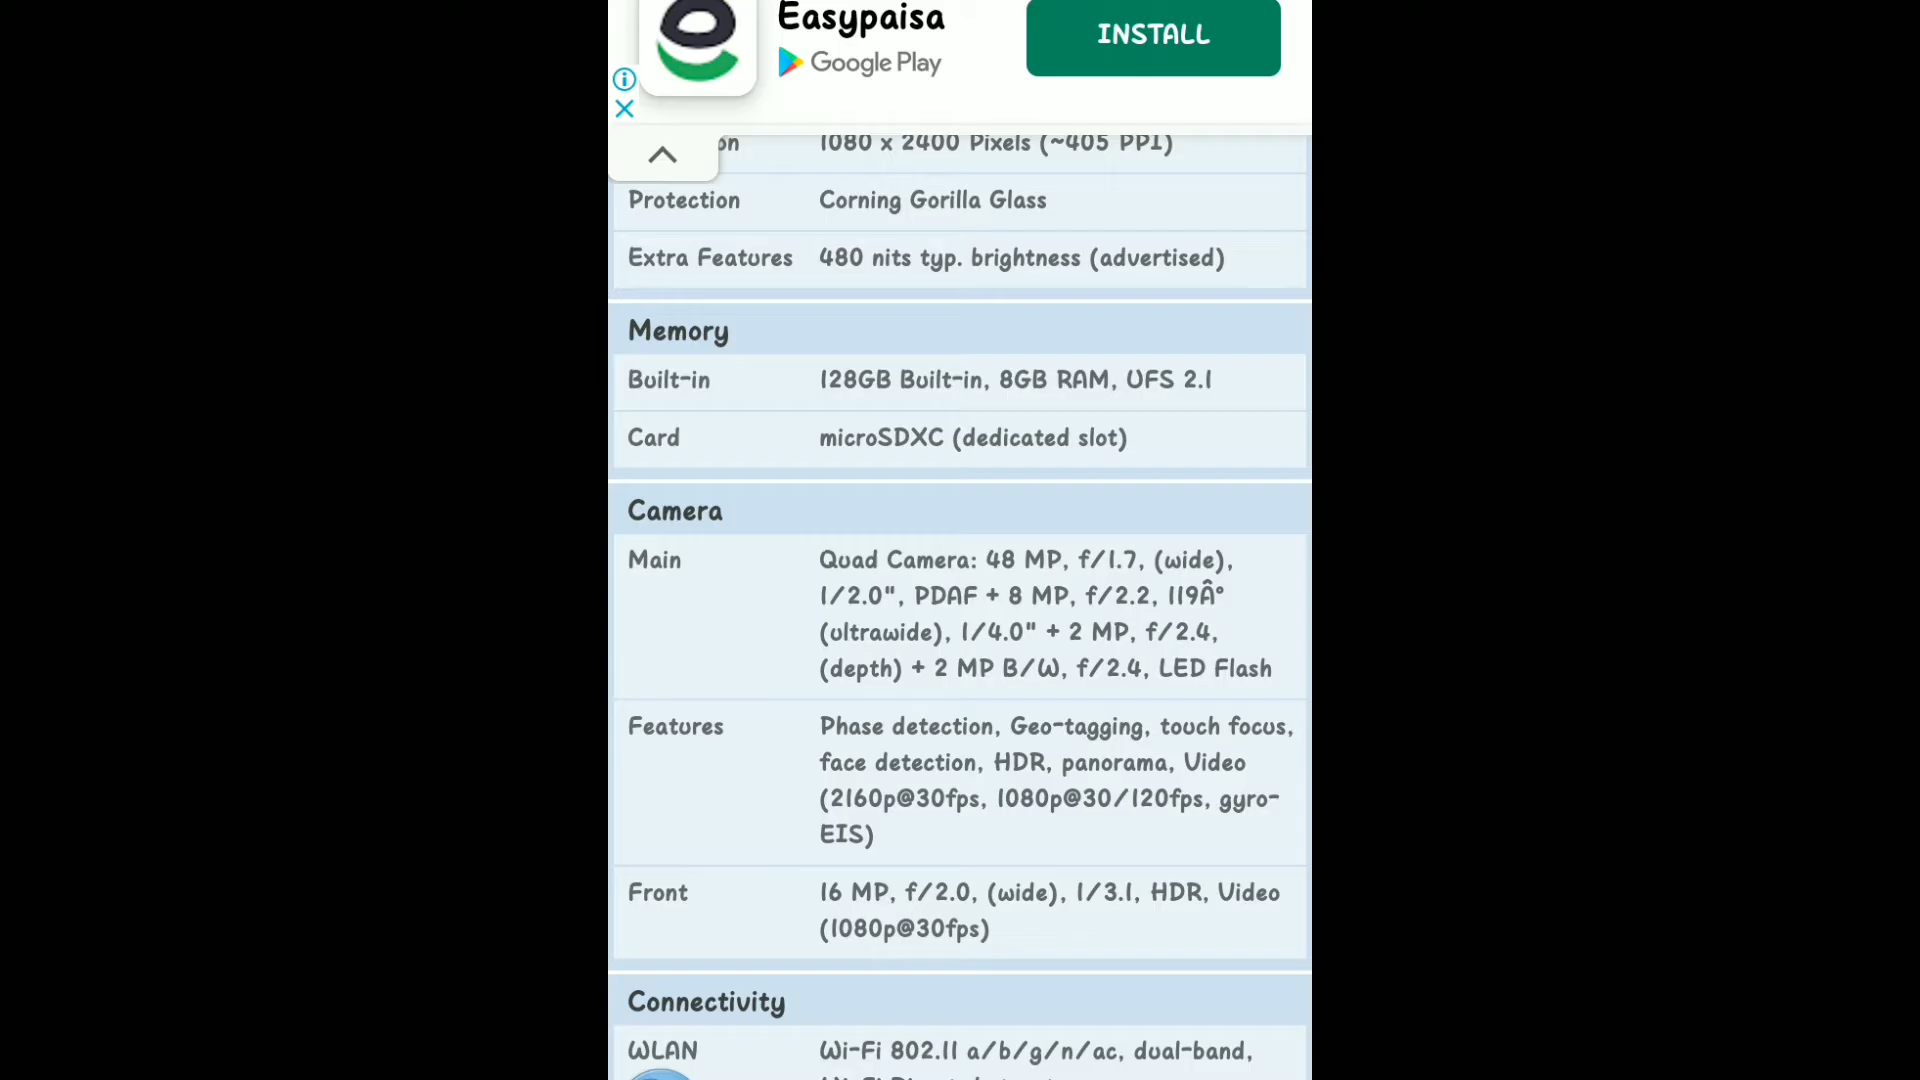 Easypaisa
Google Play
INSTALL
on 1080 x 2400 Pixels (~405 PPI)
Protection Corning Gorilla Glass
Extra Features 480 nits typ. brightness (advertised)
Memory
Built-in 128GB Built-in, 8GB RAM, UFS 2.1
Card microSDXC (dedicated slot)
Camera
Main Quad Camera: 48 MP, f/1.7, (wide),
1/2.0", PDAF + 8 MP, f/2.2, 119Â°
(ultrawide), 1/4.0" + 2 MP, f/2.4,
(depth) + 2 MP B/W, f/2.4, LED Flash
Features Phase detection, Geo-tagging, touch focus,
face detection, HDR, panorama, Video
(2160p@30fps, 1080p@30/120fps, gyro-
EIS)
Front 16 MP, f/2.0, (wide), 1/3.1, HDR, Video
(1080p@30fps)
Connectivity
WLAN Wi-Fi 802.11 a/b/g/n/ac, dual-band,